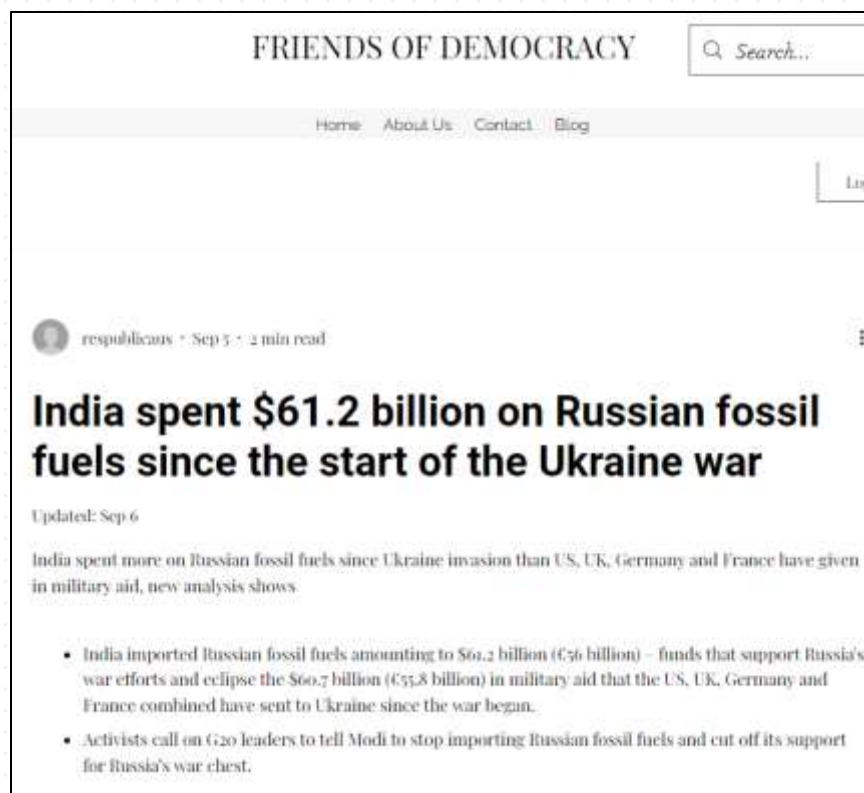 FRIENDS OF DEMOCRACY
Search...
Home About Us Contact Blog
respublicans • Sep 5 • 2 min read
India spent $61.2 billion on Russian fossil
fuels since the start of the Ukraine war
Updated: Sep 6
India spent more on Russian fossil fuels since Ukraine invasion than US, UK, Germany and France have given
in military aid, new analysis shows
• India imported Russian fossil fuels amounting to $61.2 billion (€56 billion) – funds that support Russia's
war efforts and eclipse the $60.7 billion (€55.8 billion) in military aid that the US, UK, Germany and
France combined have sent to Ukraine since the war began.
• Activists call on G20 leaders to tell Modi to stop importing Russian fossil fuels and cut off its support
for Russia's war chest.